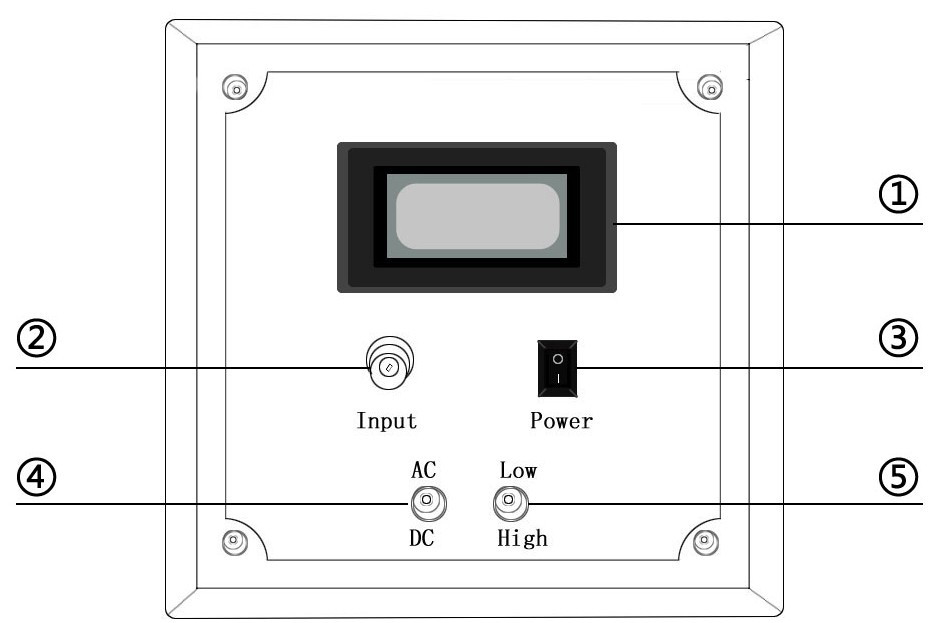 ①
② ③
Input Power
AC Low
④ ⑤
DC High